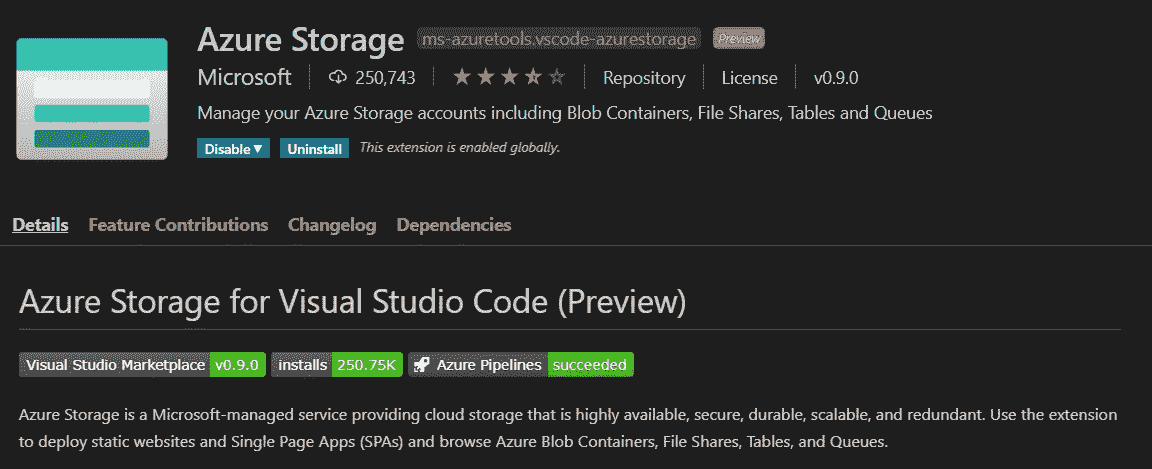 Azure Storage ms-azuretools.vscode-azurestorage Preview
Microsoft 250,743 Repository License v0.9.0
Manage your Azure Storage accounts including Blob Containers, File Shares, Tables and Queues
Disable Uninstall This extension is enabled globally.
Details Feature Contributions Changelog Dependencies
Azure Storage for Visual Studio Code (Preview)
Visual Studio Marketplace v0.9.0 installs 250.75K Azure Pipelines succeeded
Azure Storage is a Microsoft-managed service providing cloud storage that is highly available, secure, durable, scalable, and redundant. Use the extension
to deploy static websites and Single Page Apps (SPAs) and browse Azure Blob Containers, File Shares, Tables, and Queues.